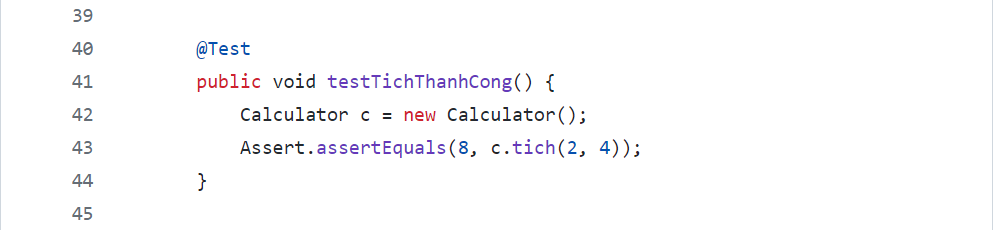 39
40 @Test
41 public void testTichThanhCong() {
42 Calculator c = new Calculator();
43 Assert.assertEquals(8, c.tich(2, 4));
44 }
45